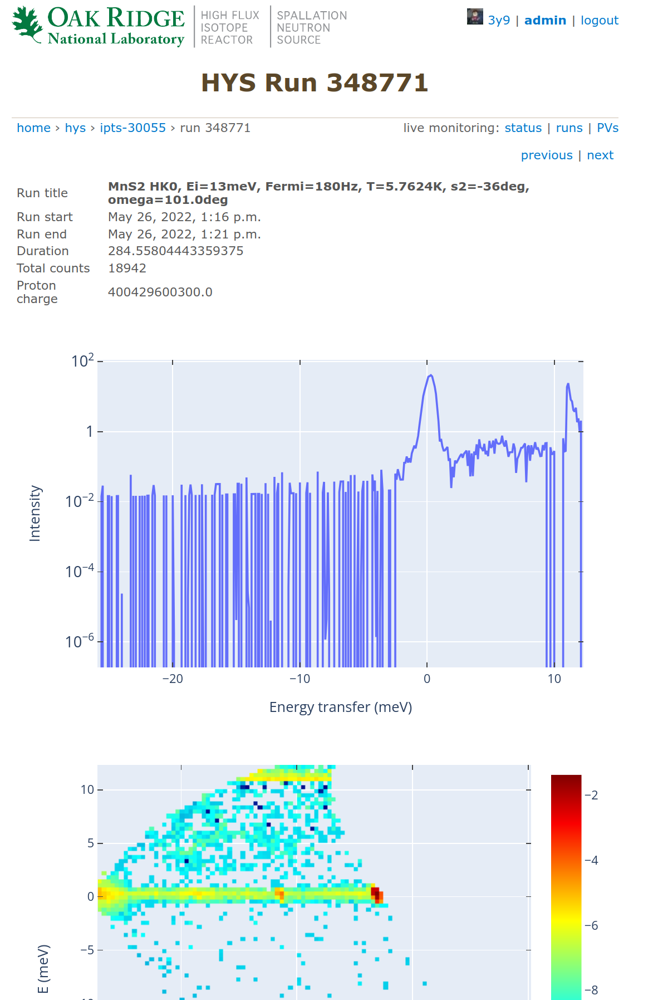 OAK RIDGE
National Laboratory
HIGH FLUX
ISOTOPE
REACTOR
SPALLATION
NEUTRON
SOURCE
3y9 | admin | logout
HYS Run 348771
home › hys › ipts-30055 › run 348771
live monitoring: status | runs | PVs
previous | next
Run title
MnS2 HK0, Ei=13meV, Fermi=180Hz, T=5.7624K, s2=-36deg,
omega=101.0deg
Run start
May 26, 2022, 1:16 p.m.
Run end
May 26, 2022, 1:21 p.m.
Duration
284.55804443359375
Total counts
18942
Proton
charge
400429600300.0
10²
1
10⁻²
10⁻⁴
10⁻⁶
Intensity
−20
−10
0
10
Energy transfer (meV)
10
5
0
−5
E (meV)
−2
−4
−6
−8